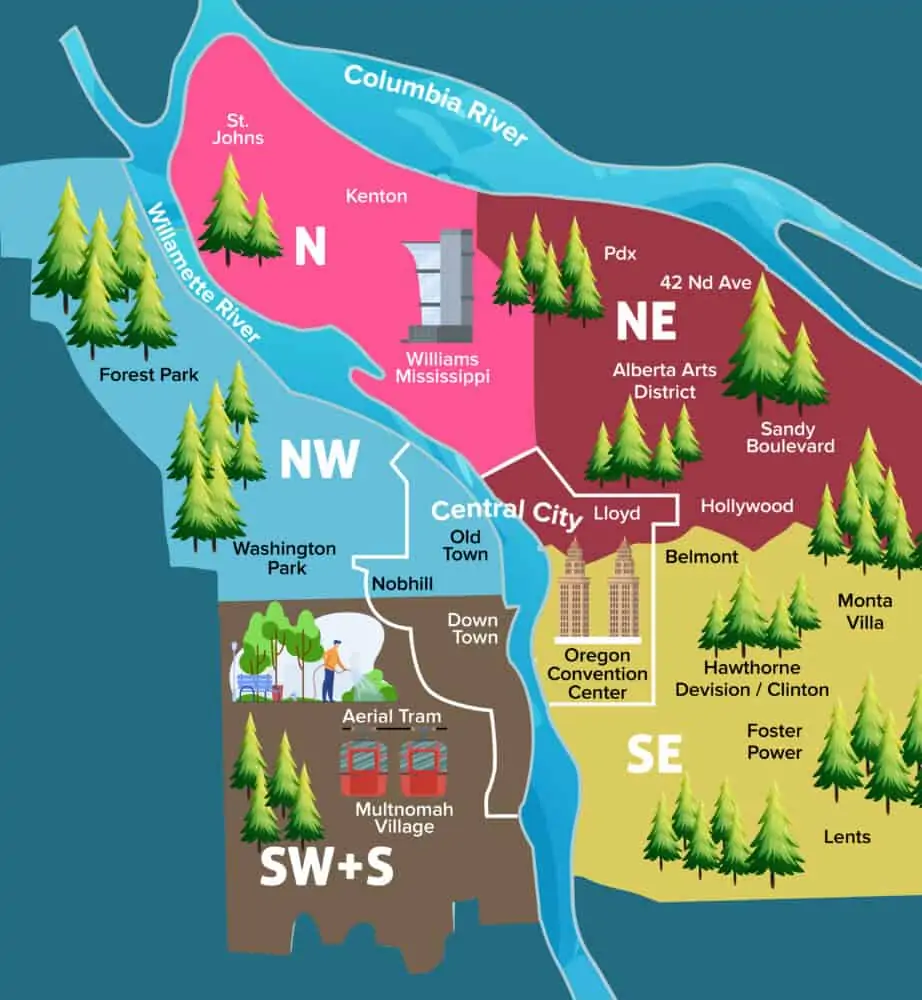 Columbia River
St.
Johns
Kenton
N
Willamette River
Pdx
42 Nd Ave
NE
Williams
Mississippi
Alberta Arts
District
Forest Park
Sandy
Boulevard
NW
Central City
Lloyd
Hollywood
Old
Town
Washington
Park
Belmont
Nobhill
Monta
Villa
Down
Town
Oregon
Convention
Center
Hawthorne
Devision / Clinton
Aerial Tram
Foster
Power
SE
Multnomah
Village
Lents
SW+S